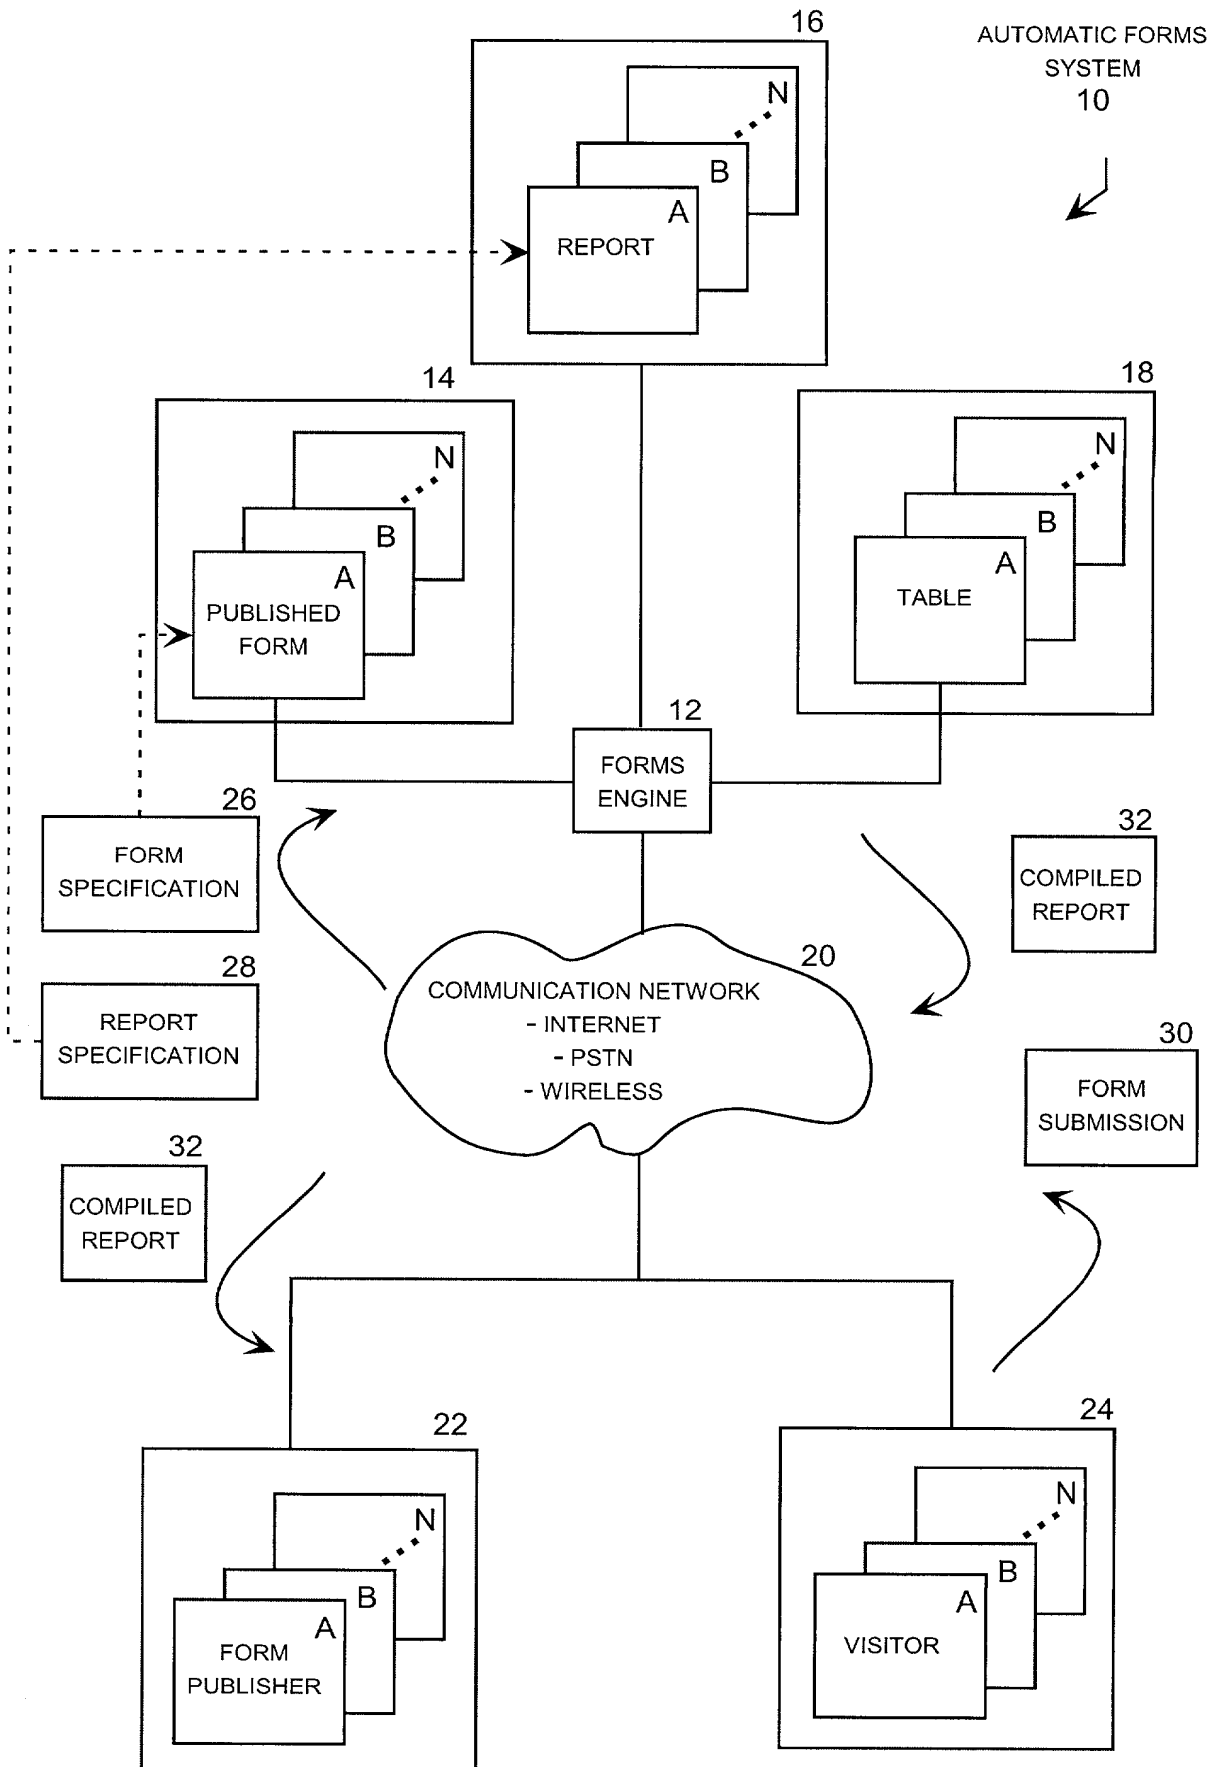 16
AUTOMATIC FORMS
SYSTEM
10
N
B
A
REPORT
14
18
N
B
A
PUBLISHED
FORM
N
B
A
TABLE
12
FORMS
ENGINE
26
FORM
SPECIFICATION
32
COMPILED
REPORT
20
COMMUNICATION NETWORK
- INTERNET
- PSTN
- WIRELESS
28
REPORT
SPECIFICATION
30
FORM
SUBMISSION
32
COMPILED
REPORT
22
24
N
B
A
FORM
PUBLISHER
N
B
A
VISITOR